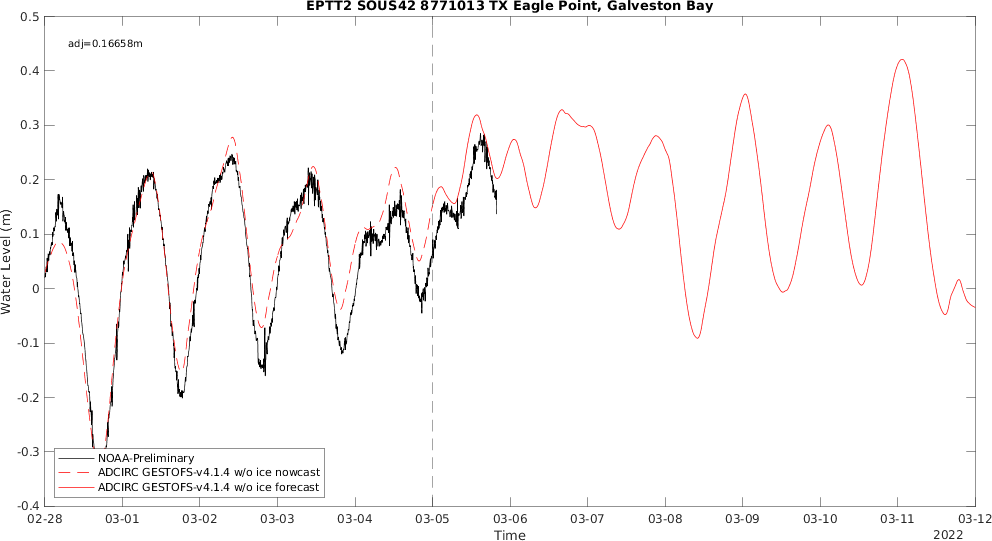 EPTT2 SOUS42 8771013 TX Eagle Point, Galveston Bay
adj=0.16658m
Water Level (m)
0.5
0.4
0.3
0.2
0.1
0
-0.1
-0.2
-0.3
-0.4
NOAA-Preliminary
ADCIRC GESTOFS-v4.1.4 w/o ice nowcast
ADCIRC GESTOFS-v4.1.4 w/o ice forecast
02-28 03-01 03-02 03-03 03-04 03-05 03-06 03-07 03-08 03-09 03-10 03-11 03-12
Time
2022